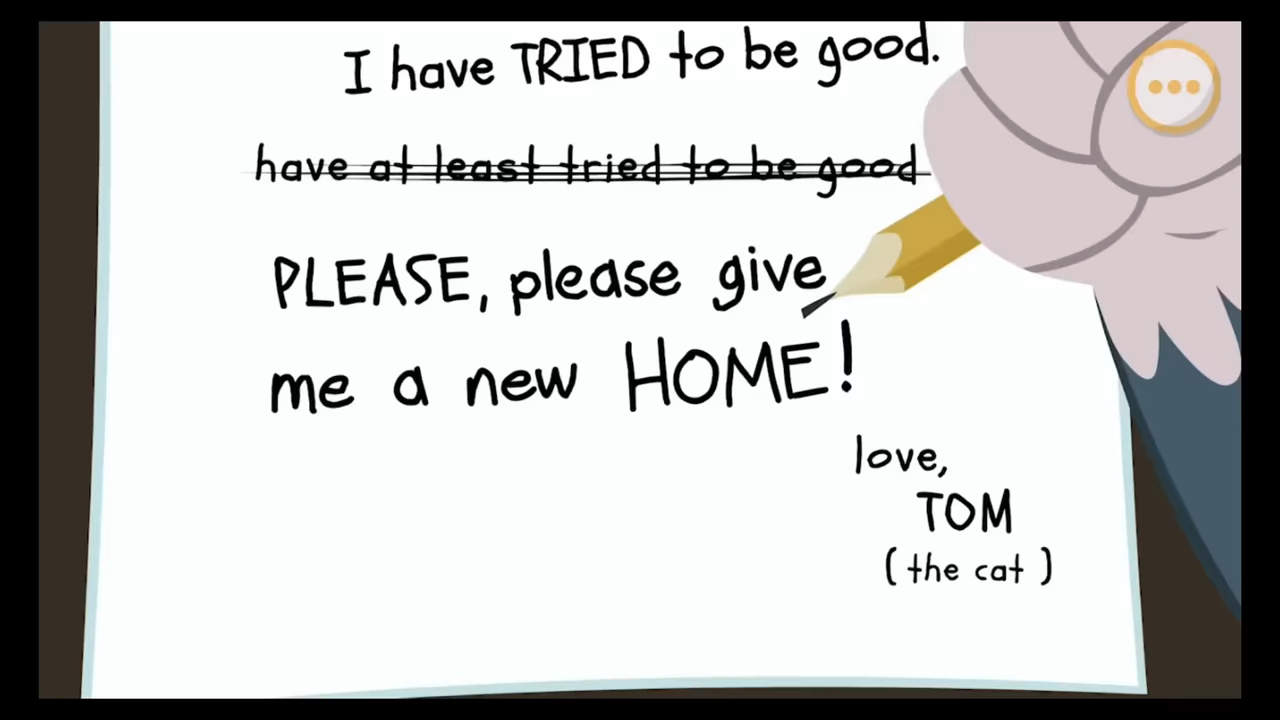 I have TRIED to be good.
have at least tried to be good
PLEASE, please give
me a new HOME!
love,
TOM
( the cat )